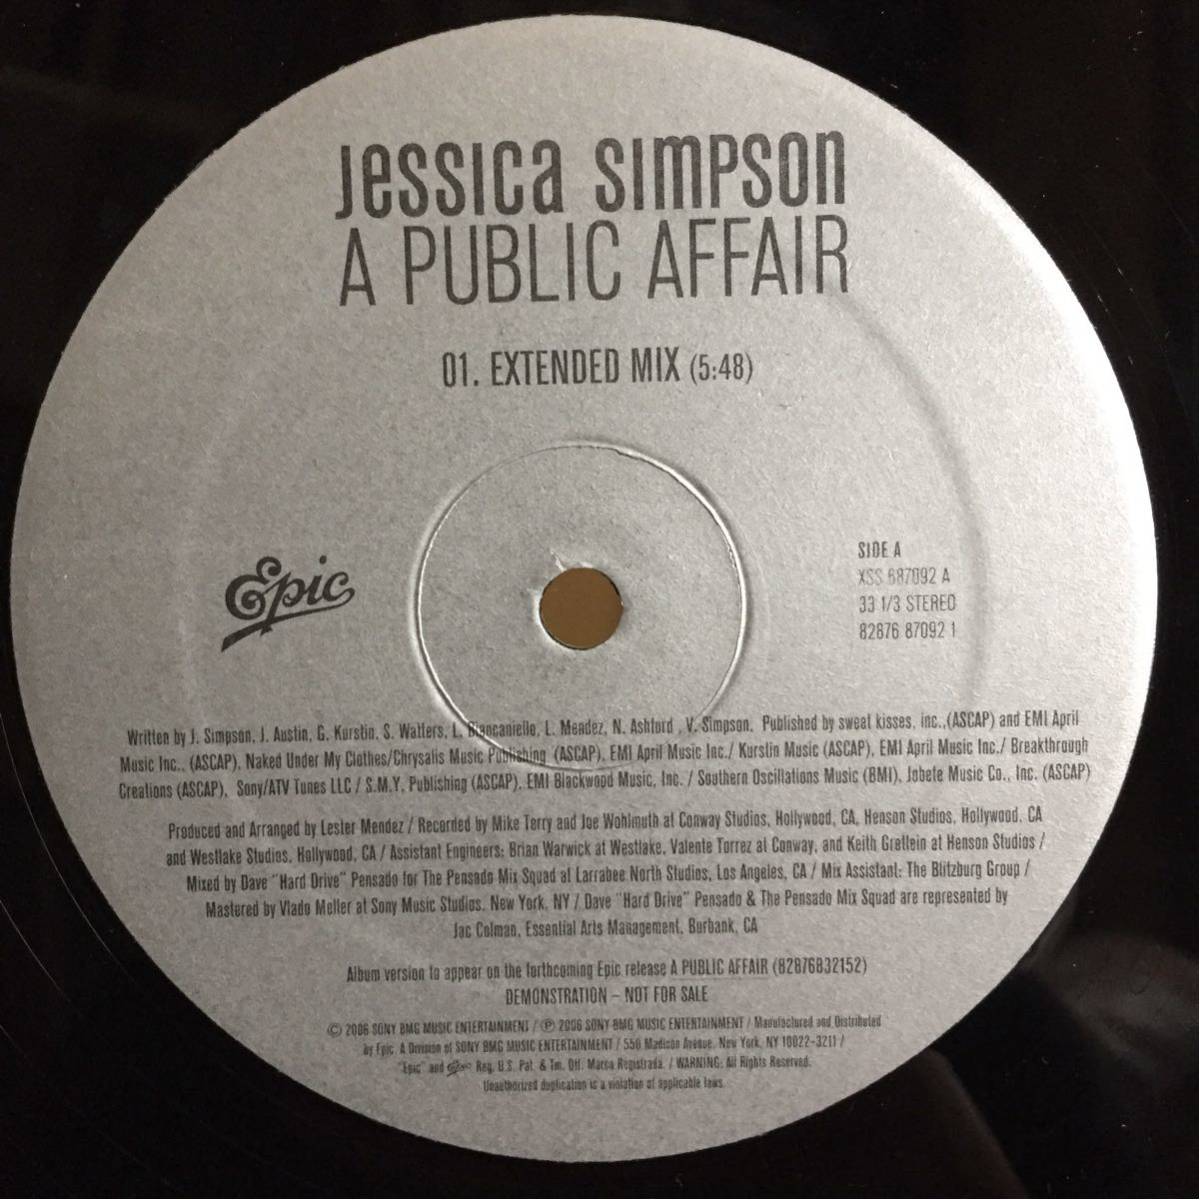 Jessica Simpson
A PUBLIC AFFAIR
01. EXTENDED MIX (5:48)
Epic
SIDE A
XSS 687092 A
33 1/3 STEREO
82876 87092 1
Written by J. Simpson, J. Austin, G. Kurstin, S. Watters, L. Biancaniello, L. Mendez, N. Ashford , V. Simpson. Published by sweat kisses, inc.,(ASCAP) and EMI April
Music Inc., (ASCAP), Naked Under My Clothes/Chrysalis Music Publishing (ASCAP), EMI April Music Inc./ Kurstin Music (ASCAP), EMI April Music Inc./ Breakthrough
Creations (ASCAP), Sony/ATV Tunes LLC / S.M.Y. Publishing (ASCAP), EMI Blackwood Music, Inc. / Southern Oscillations Music (BMI), Jobete Music Co., Inc. (ASCAP)
Produced and Arranged by Lester Mendez / Recorded by Mike Terry and Joe Wohlmuth at Conway Studios, Hollywood, CA, Henson Studios, Hollywood, CA
and Westlake Studios, Hollywood, CA / Assistant Engineers: Brian Warwick at Westlake, Valente Torrez at Conway, and Keith Gretlein at Henson Studios /
Mixed by Dave "Hard Drive" Pensado for The Pensado Mix Squad at Larrabee North Studios, Los Angeles, CA / Mix Assistant: The Blitzburg Group /
Mastered by Vlado Meller at Sony Music Studios, New York, NY / Dave "Hard Drive" Pensado & The Pensado Mix Squad are represented by
Jac Colman, Essential Arts Management, Burbank, CA
Album version to appear on the forthcoming Epic release A PUBLIC AFFAIR (82876832152)
DEMONSTRATION – NOT FOR SALE
© 2006 SONY BMG MUSIC ENTERTAINMENT / ℗ 2006 SONY BMG MUSIC ENTERTAINMENT / Manufactured and Distributed
by Epic, A Division of SONY BMG MUSIC ENTERTAINMENT / 550 Madison Avenue, New York, NY 10022-3211 /
"Epic" and Epic Reg. U.S. Pat. & Tm. Off. Marca Registrada. / WARNING: All Rights Reserved.
Unauthorized duplication is a violation of applicable laws.